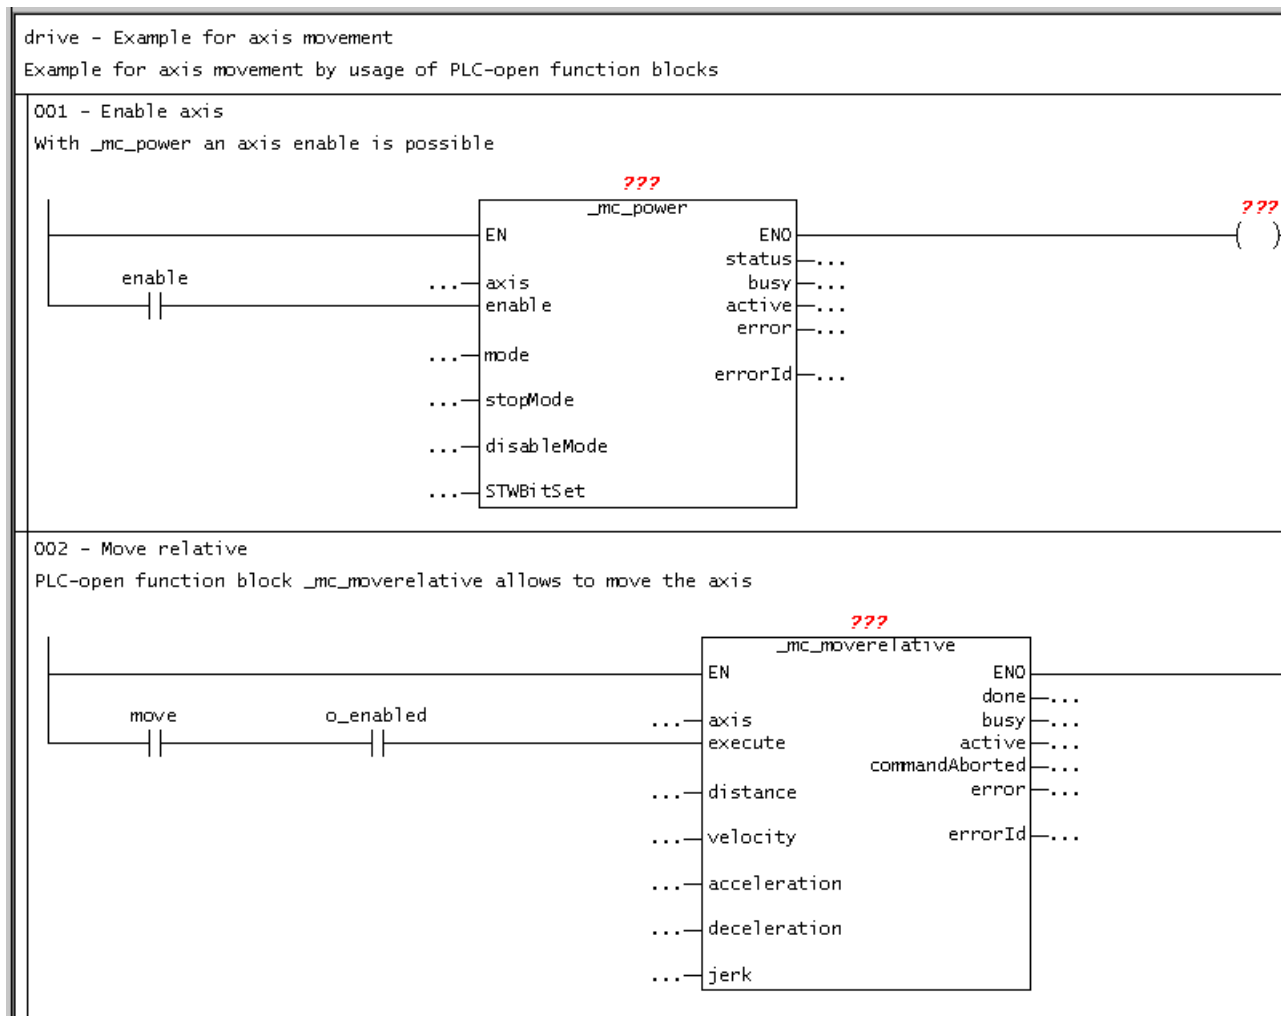 drive - Example for axis movement
Example for axis movement by usage of PLC-open function blocks
001 - Enable axis
With _mc_power an axis enable is possible
???
_mc_power
???
EN ENO
status ...
enable ... axis busy ...
enable active ...
error ...
... mode
errorId ...
... stopMode
... disableMode
... STWBitSet
002 - Move relative
PLC-open function block _mc_moverelative allows to move the axis
???
_mc_moverelative
EN ENO
done ...
move o_enabled ... axis busy ...
execute active ...
commandAborted ...
... distance error ...
... velocity errorId ...
... acceleration
... deceleration
... jerk